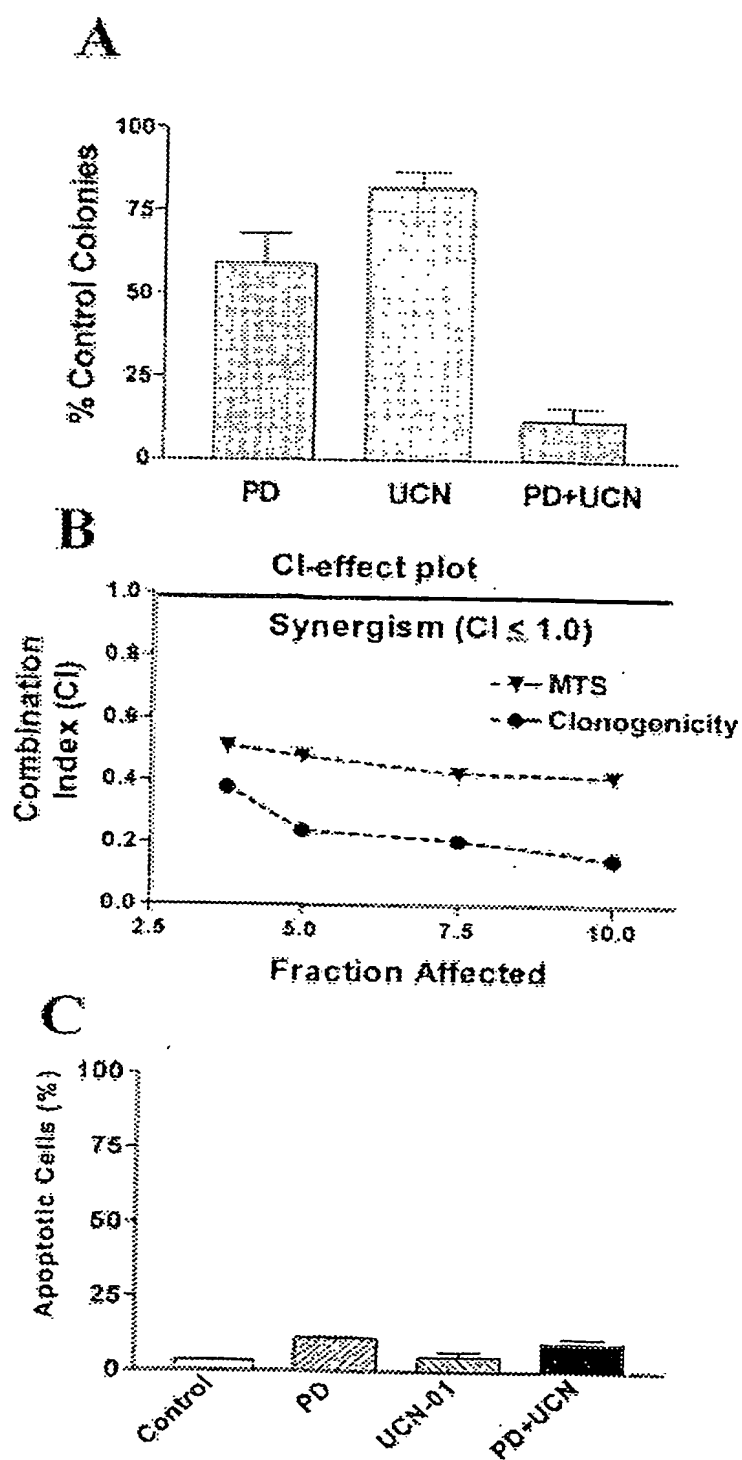 A
% Control Colonies
100
75
50
25
0
PD UCN PD+UCN
B
CI-effect plot
Synergism (CI ≤ 1.0)
MTS
Clonogenicity
Combination
Index (CI)
1.0
0.8
0.6
0.4
0.2
0.0
2.5 5.0 7.5 10.0
Fraction Affected
C
Apoptotic Cells (%)
100
75
50
25
0
Control PD UCN-01 PD+UCN